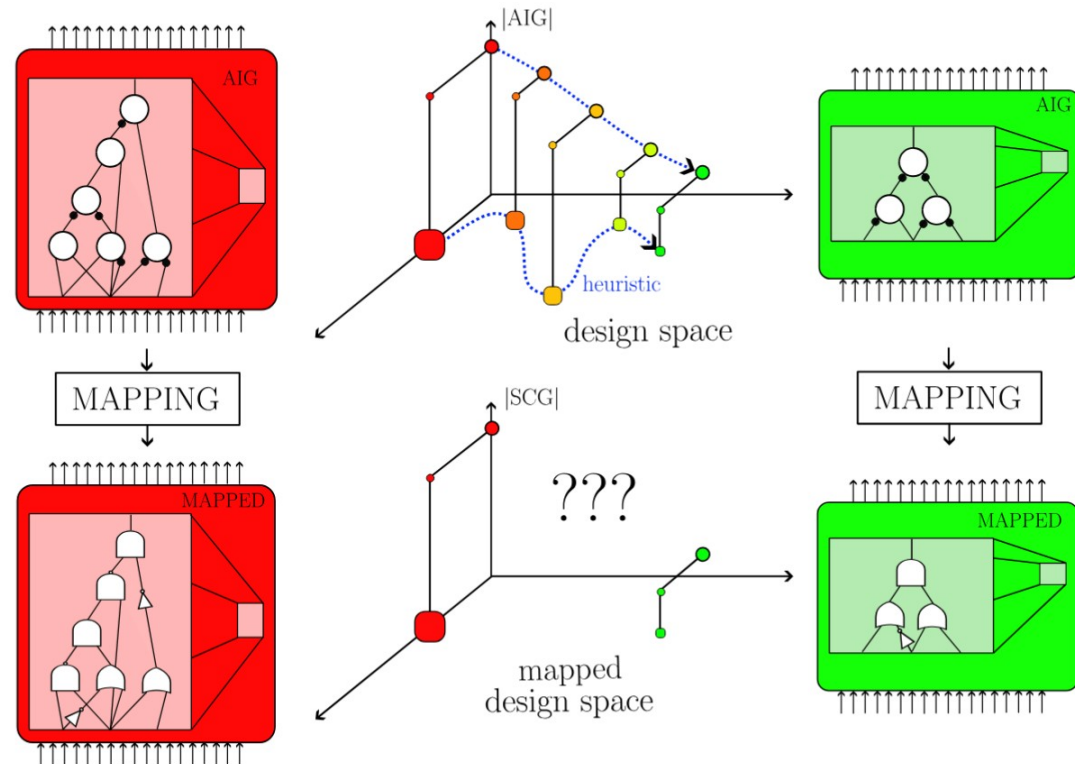 |AIG|
AIG
AIG
heuristic
design space
MAPPING
MAPPING
|SCG|
MAPPED
???
MAPPED
mapped
design space